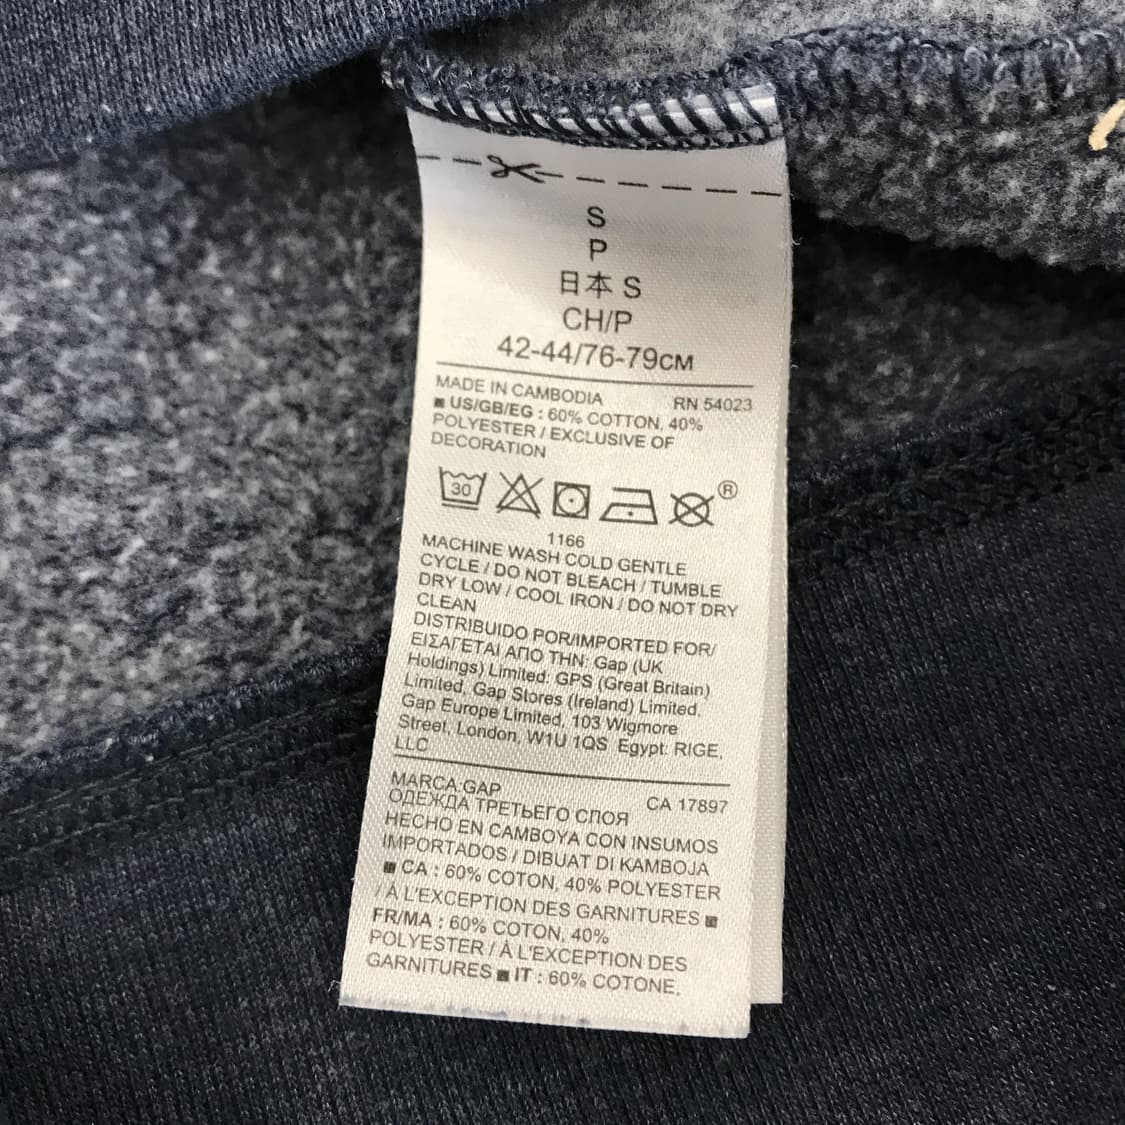 S
P
日本 S
CH/P
42-44/76-79СМ
MADE IN CAMBODIA RN 54023
■ US/GB/EG : 60% COTTON, 40%
POLYESTER / EXCLUSIVE OF
DECORATION
30 ®
1166
MACHINE WASH COLD GENTLE
CYCLE / DO NOT BLEACH / TUMBLE
DRY LOW / COOL IRON / DO NOT DRY
CLEAN
DISTRIBUIDO POR/IMPORTED FOR/
ΕΙΣΑΓΕΤΑΙ ΑΠΟ ΤΗΝ: Gap (UK
Holdings) Limited. GPS (Great Britain)
Limited, Gap Stores (Ireland) Limited.
Gap Europe Limited, 103 Wigmore
Street, London, W1U 1QS Egypt: RIGE,
LLC
MARCA:GAP CA 17897
ОДЕЖДА ТРЕТЬЕГО СЛОЯ
HECHO EN CAMBOYA CON INSUMOS
IMPORTADOS / DIBUAT DI KAMBOJA
■ CA : 60% COTON, 40% POLYESTER
/ À L'EXCEPTION DES GARNITURES ■
FR/MA : 60% COTON, 40%
POLYESTER / À L'EXCEPTION DES
GARNITURES ■ IT : 60% COTONE,